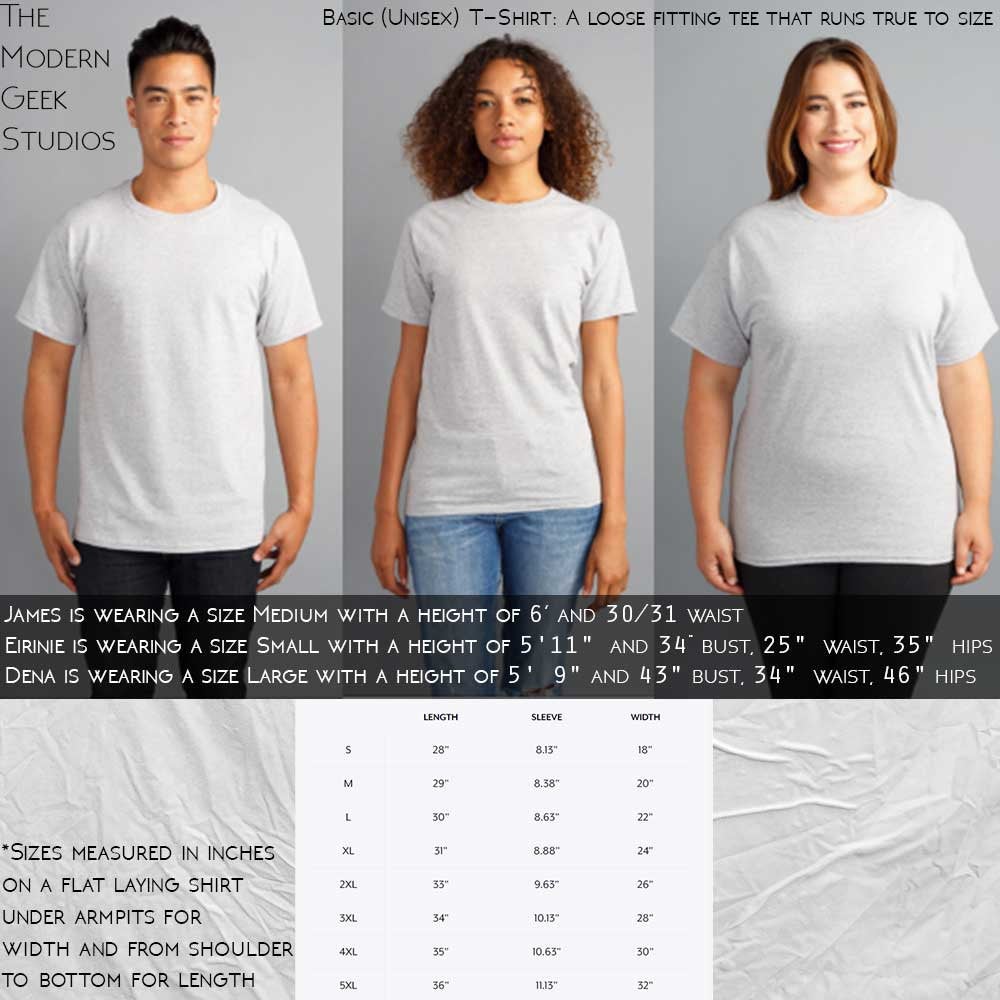 The
Modern
Geek
Studios
Basic (Unisex) T-Shirt: A loose fitting tee that runs true to size
James is wearing a size Medium with a height of 6' and 30/31 waist
Eirinie is wearing a size Small with a height of 5'11" and 34" bust, 25" waist, 35" hips
Dena is wearing a size Large with a height of 5' 9" and 43" bust, 34" waist, 46" hips
LENGTH SLEEVE WIDTH
S 28" 8.13" 18"
M 29" 8.38" 20"
L 30" 8.63" 22"
XL 31" 8.88" 24"
2XL 33" 9.63" 26"
3XL 34" 10.13" 28"
4XL 35" 10.63" 30"
5XL 36" 11.13" 32"
*Sizes measured in inches
on a flat laying shirt
under armpits for
width and from shoulder
to bottom for length